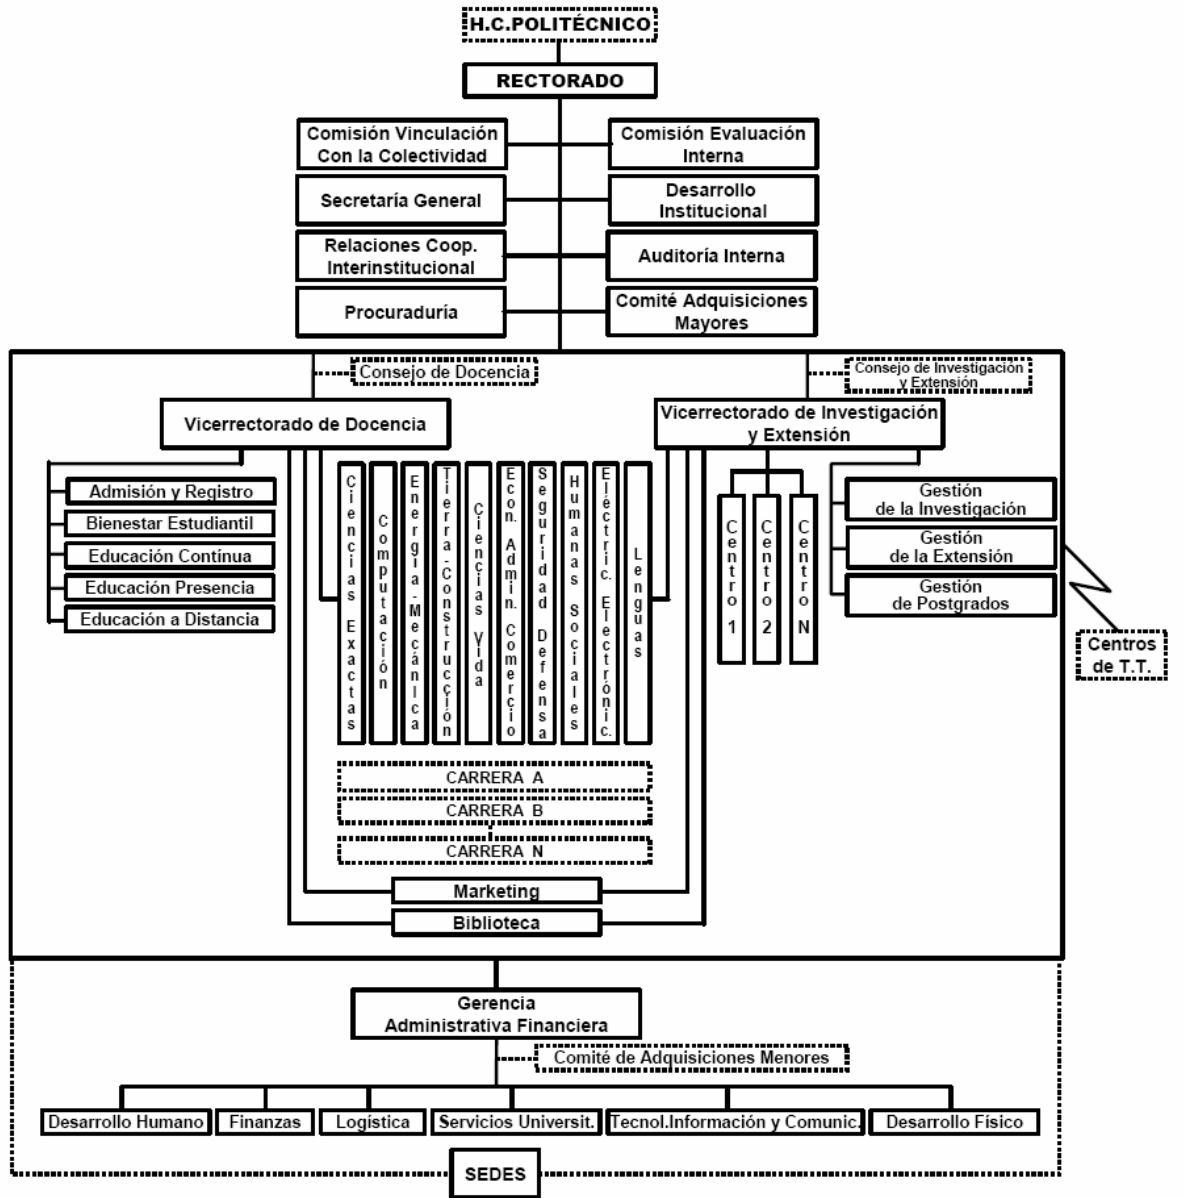 H.C.POLITÉCNICO
RECTORADO
Comisión Vinculación
Con la Colectividad
Comisión Evaluación
Interna
Secretaría General
Desarrollo
Institucional
Relaciones Coop.
Interinstitucional
Auditoría Interna
Procuraduría
Comité Adquisiciones
Mayores
Consejo de Docencia
Consejo de Investigación
y Extensión
Vicerrectorado de Docencia
Vicerrectorado de Investigación
y Extensión
Admisión y Registro
Bienestar Estudiantil
Educación Contínua
Educación Presencia
Educación a Distancia
Ciencias Exactas
Computación
Energía-Mecánica
Tierra-Construcción
Ciencias Vida
Econ. Admin. Comercio
Seguridad Defensa
Humanas Sociales
Eléctric. Electrónic.
Lenguas
Centro 1
Centro 2
Centro N
Gestión
de la Investigación
Gestión
de la Extensión
Gestión
de Postgrados
Centros
de T.T.
CARRERA A
CARRERA B
CARRERA N
Marketing
Biblioteca
Gerencia
Administrativa Financiera
Comité de Adquisiciones Menores
Desarrollo Humano
Finanzas
Logística
Servicios Universit.
Tecnol.Información y Comunic.
Desarrollo Físico
SEDES